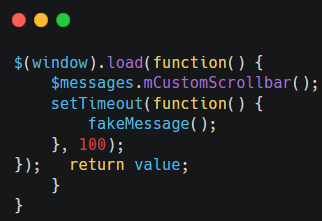 $(window).load(function() {
    $messages.mCustomScrollbar();
    setTimeout(function() {
        fakeMessage();
    }, 100);
});   return value;
    }
}